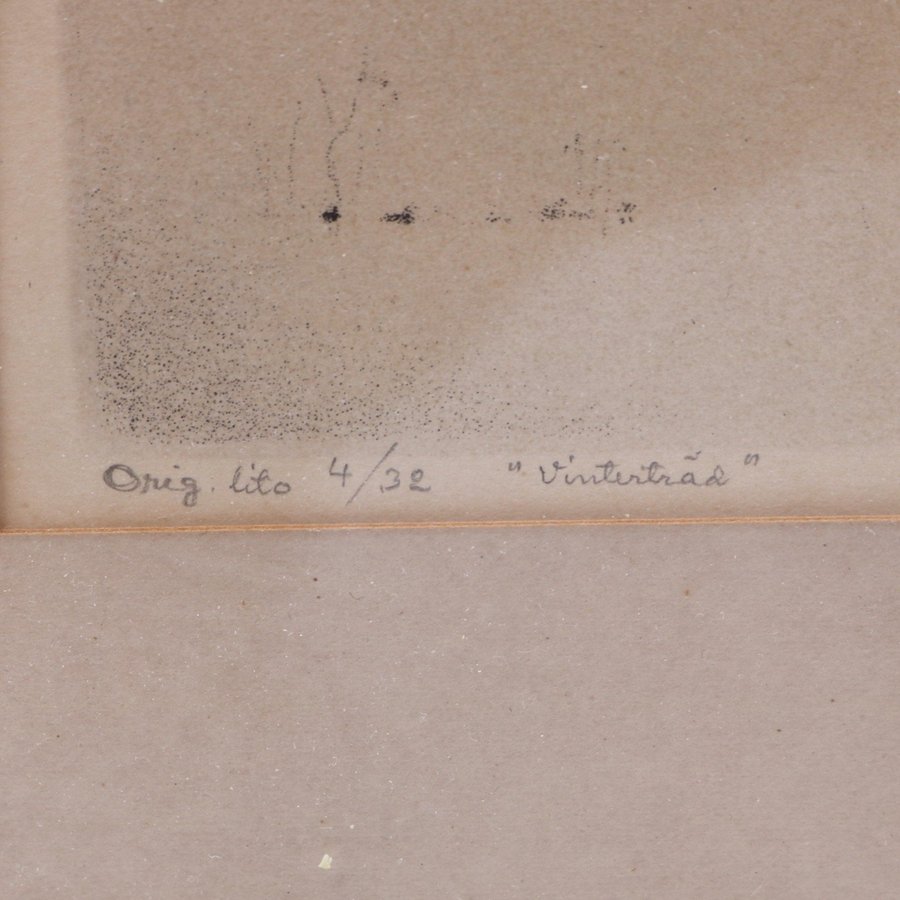 Orig. lito 4/32 "Vinterträd"